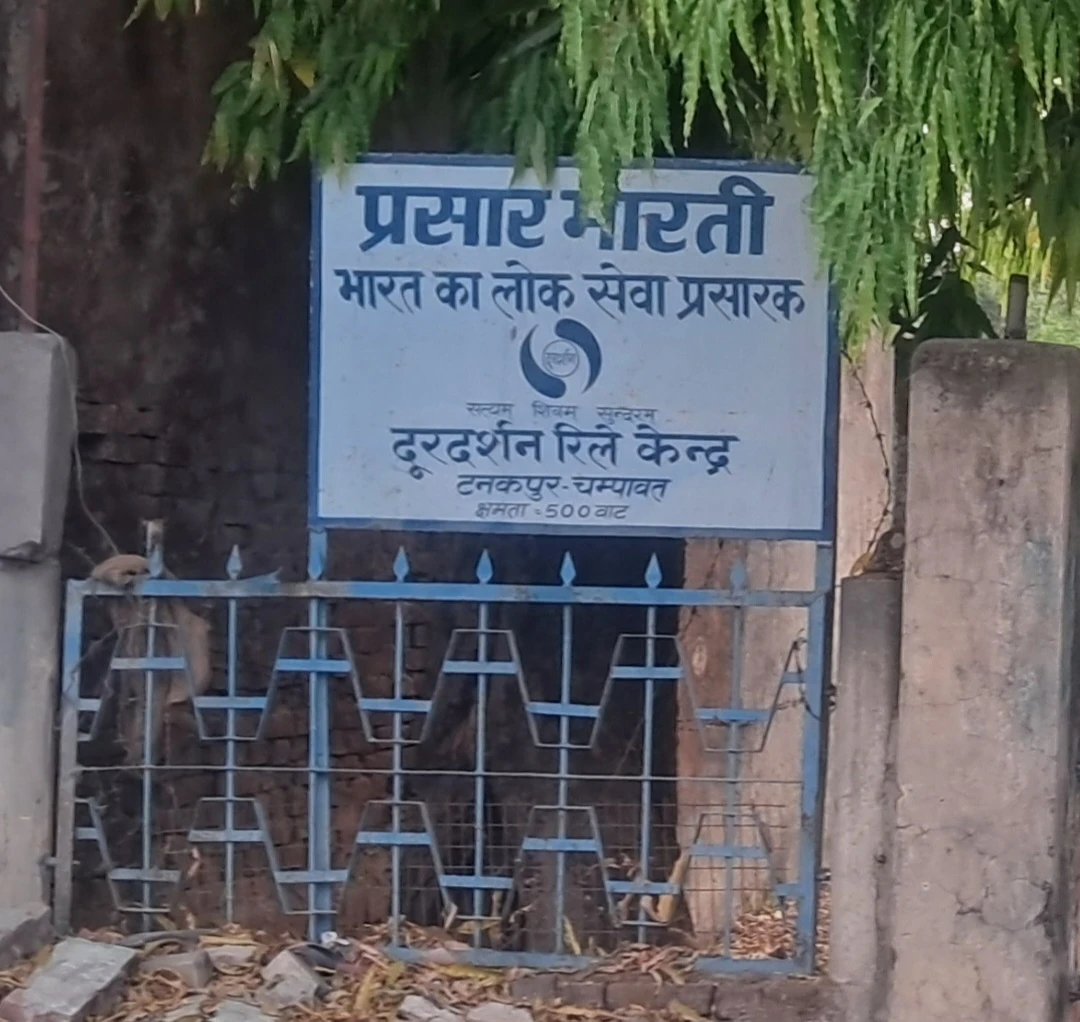 प्रसार भारती
भारत का लोक सेवा प्रसारक
दूरदर्शन
सत्यम् शिवम् सुन्दरम्
दूरदर्शन रिले केन्द्र
टनकपुर-चम्पावत
क्षमता = 500 वाट